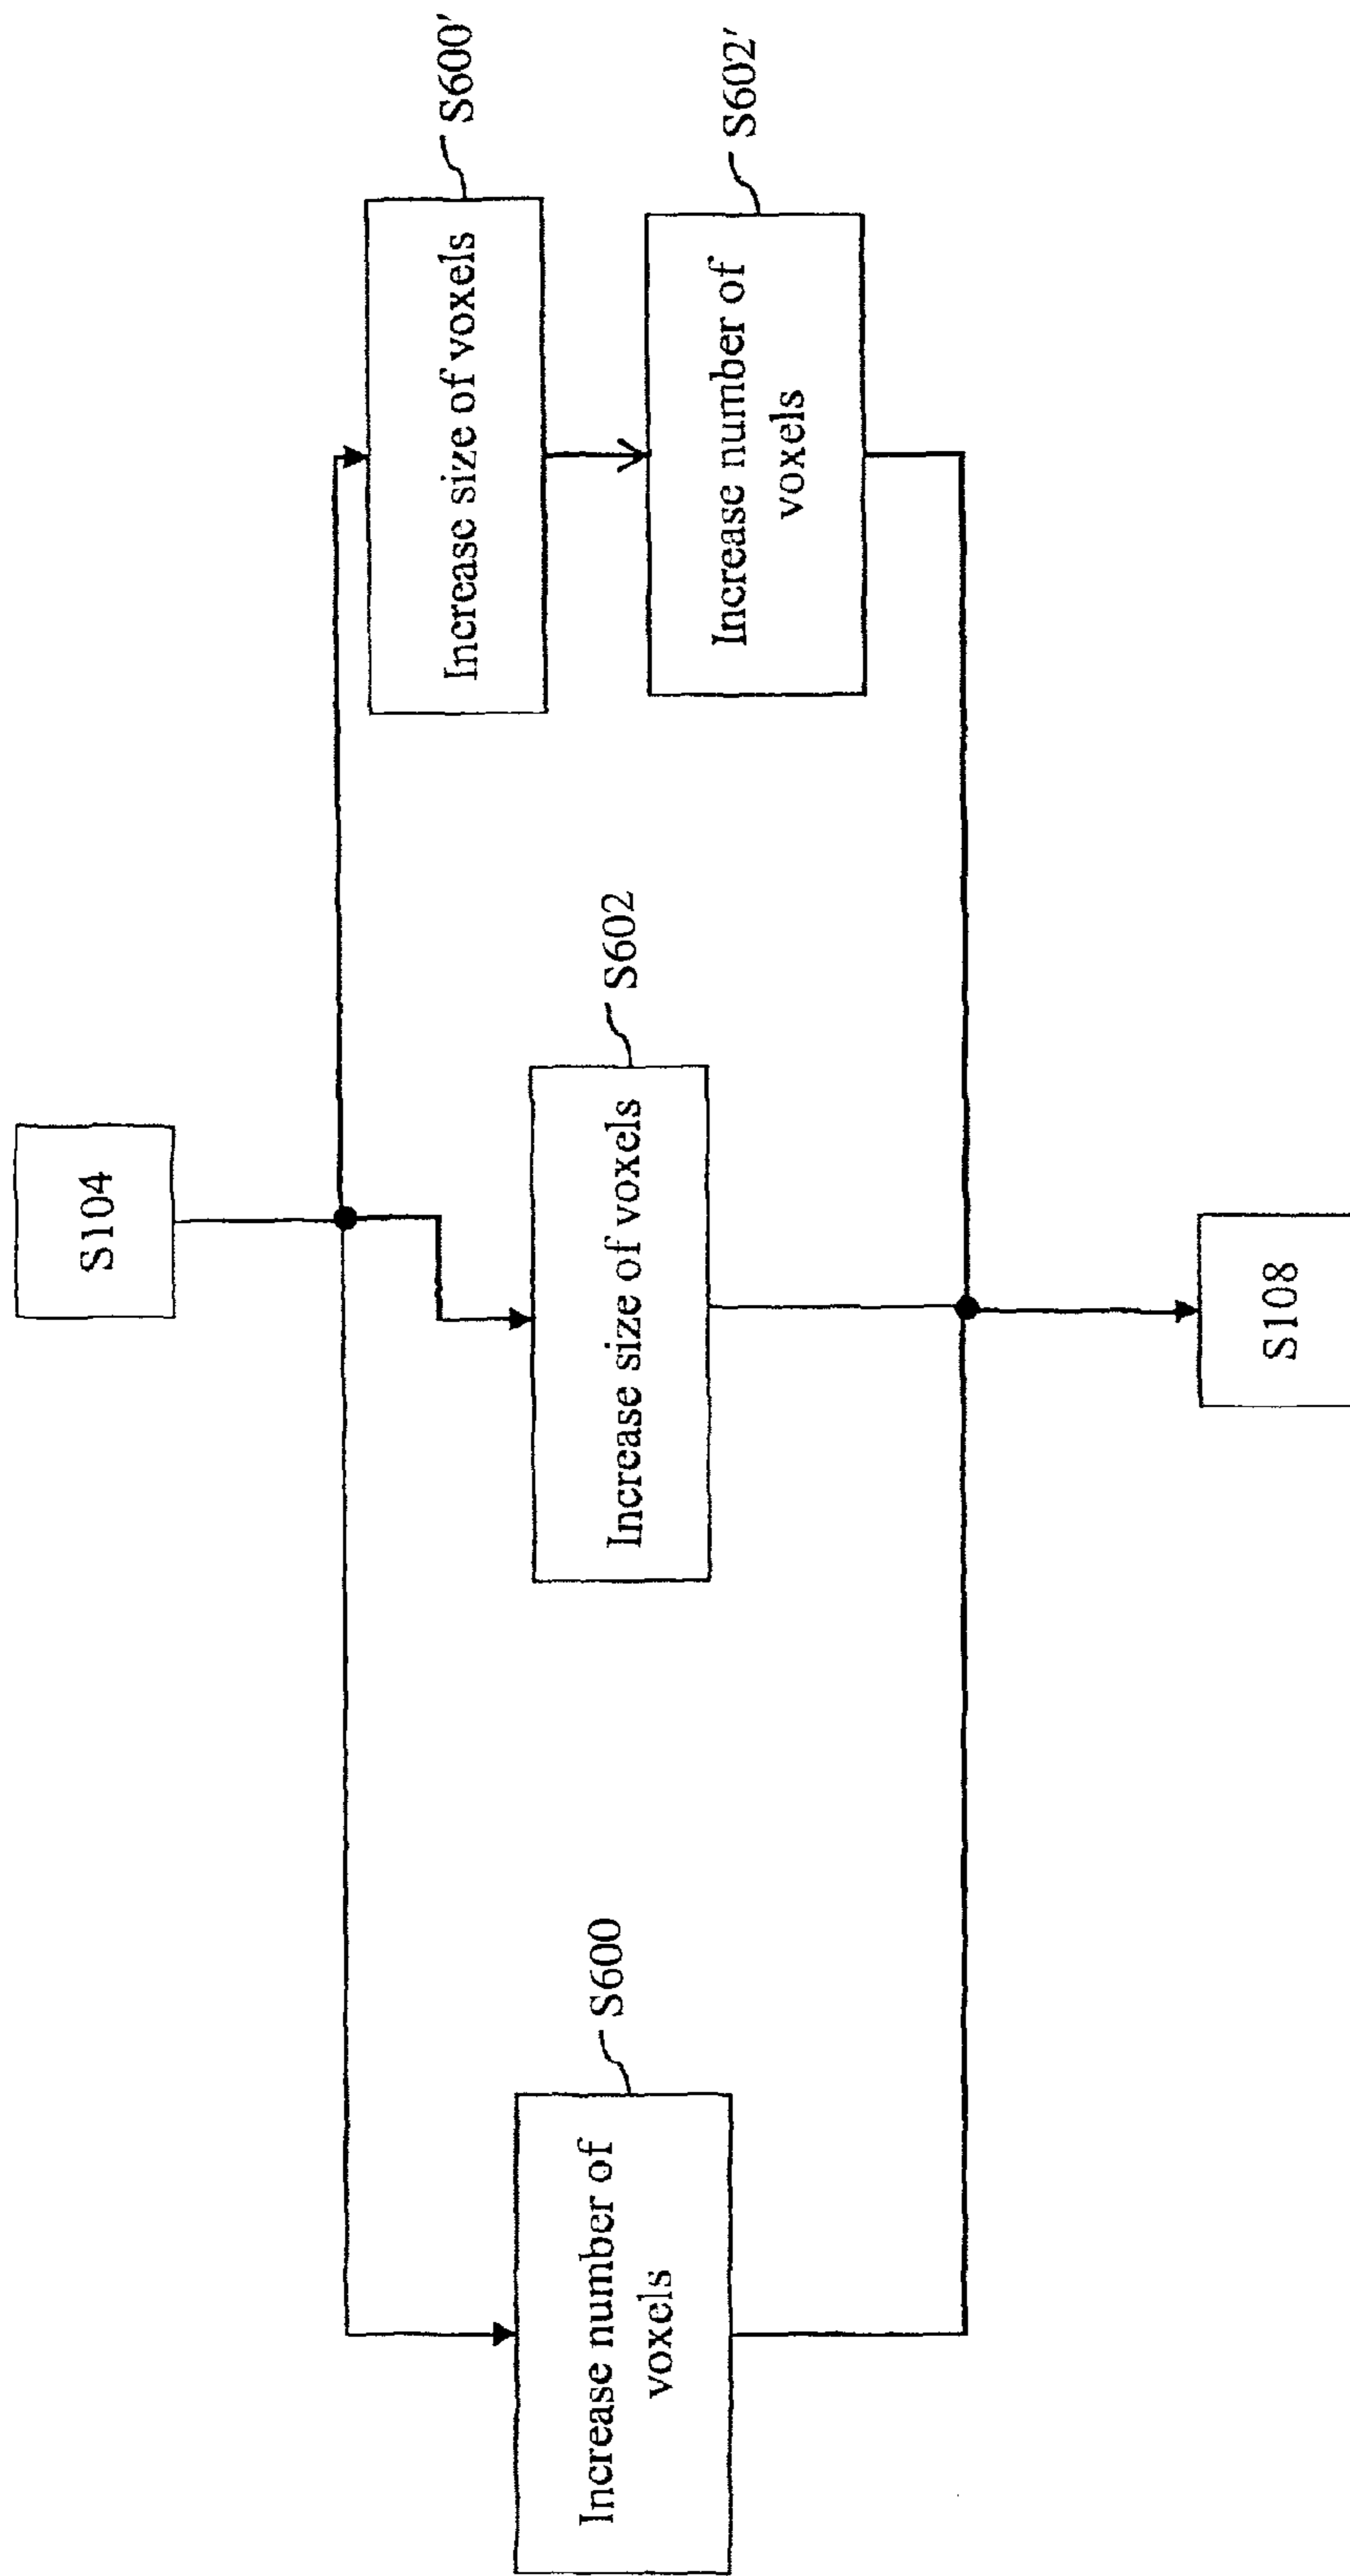 S104
Increase number of
voxels
S600
Increase size of voxels
S602
Increase size of voxels
S600'
Increase number of
voxels
S602'
S108